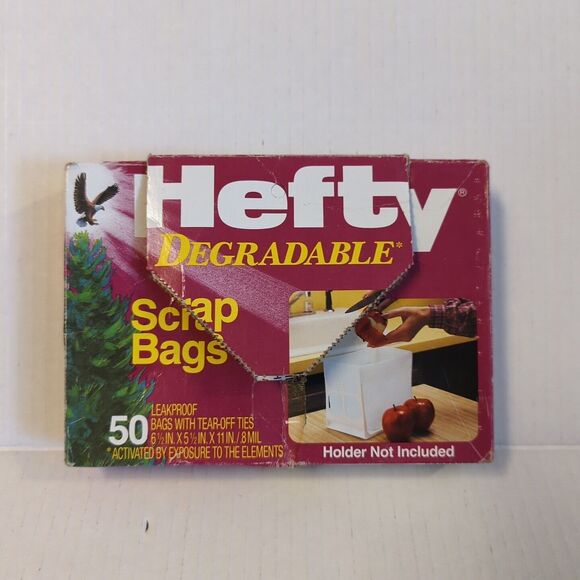 Hefty®
DEGRADABLE*
Scrap
Bags
50 LEAKPROOF
BAGS WITH TEAR-OFF TIES
6 ½ IN. X 5 ½ IN. X 11 IN. / .8 MIL
*ACTIVATED BY EXPOSURE TO THE ELEMENTS
Holder Not Included